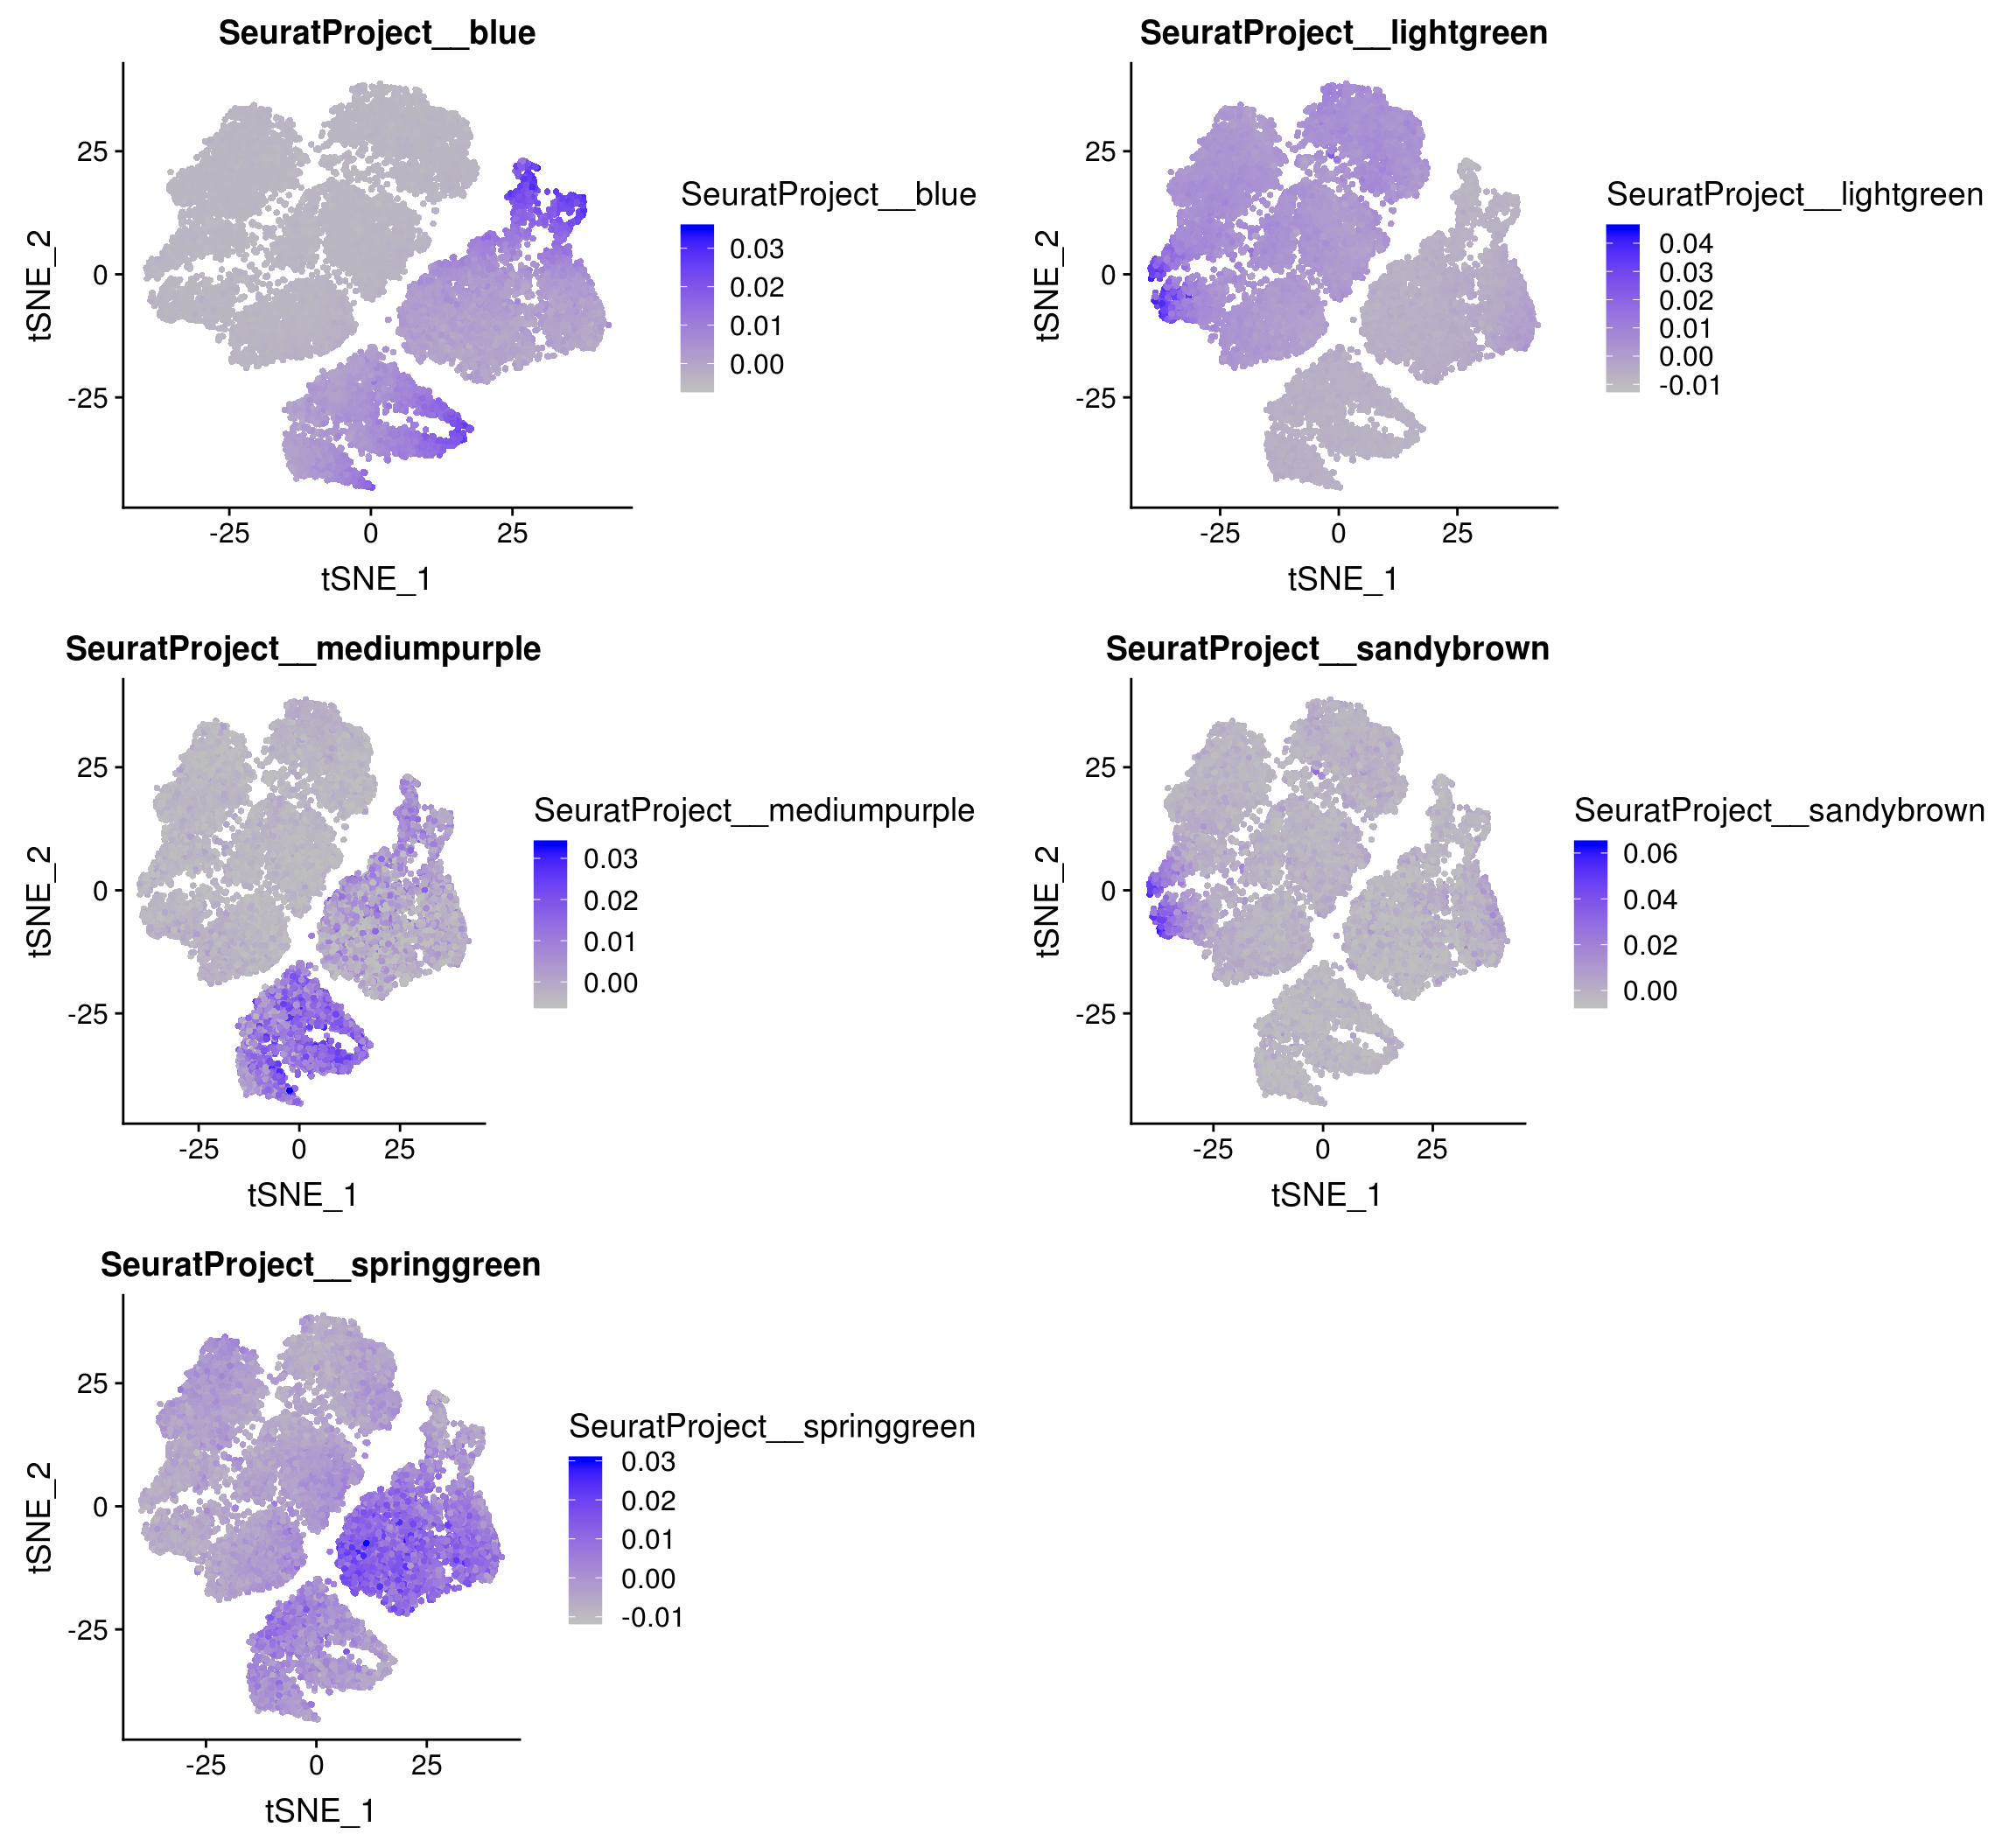 SeuratProject__blue
SeuratProject__lightgreen
tSNE_2
25
0
-25
-25
0
25
tSNE_1
SeuratProject__blue
0.03
0.02
0.01
0.00
tSNE_2
25
0
-25
-25
0
25
tSNE_1
SeuratProject__lightgreen
0.04
0.03
0.02
0.01
0.00
-0.01
SeuratProject__mediumpurple
SeuratProject__sandybrown
tSNE_2
25
0
-25
-25
0
25
tSNE_1
SeuratProject__mediumpurple
0.03
0.02
0.01
0.00
tSNE_2
25
0
-25
-25
0
25
tSNE_1
SeuratProject__sandybrown
0.06
0.04
0.02
0.00
SeuratProject__springgreen
tSNE_2
25
0
-25
-25
0
25
tSNE_1
SeuratProject__springgreen
0.03
0.02
0.01
0.00
-0.01